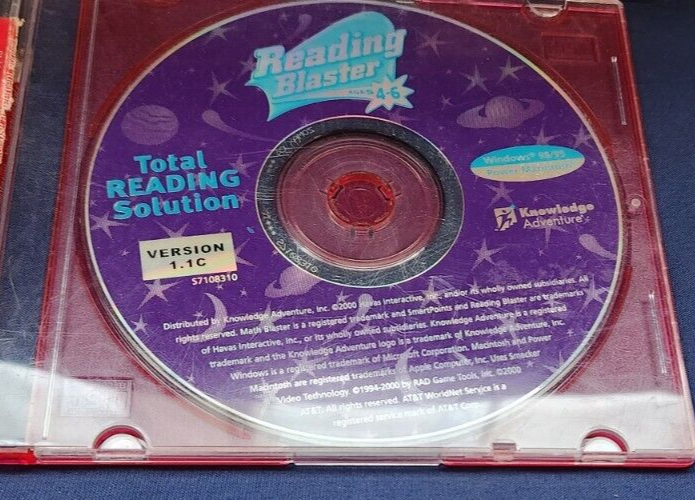 Reading
Blaster
AGES 4-6
Total
READING
Solution
Windows® 98/95
Power Macintosh
Knowledge
Adventure®
VERSION
1.1C
S7108310
Distributed by Knowledge Adventure, Inc. ©2000 Havas Interactive, Inc., and/or its wholly owned subsidiaries. All
rights reserved. Math Blaster is a registered trademark and SmartPoints and Reading Blaster are trademarks
of Havas Interactive, Inc., or its wholly owned subsidiaries. Knowledge Adventure is a registered
trademark and the Knowledge Adventure logo is a trademark of Knowledge Adventure, Inc.
Windows is a registered trademark of Microsoft Corporation. Macintosh and Power
Macintosh are registered trademarks of Apple Computer, Inc. Uses Smacker
Video Technology ©1994-2000 by RAD Game Tools, Inc. ©2000
AT&T. All rights reserved. AT&T WorldNet Service is a
registered service mark of AT&T Corp.